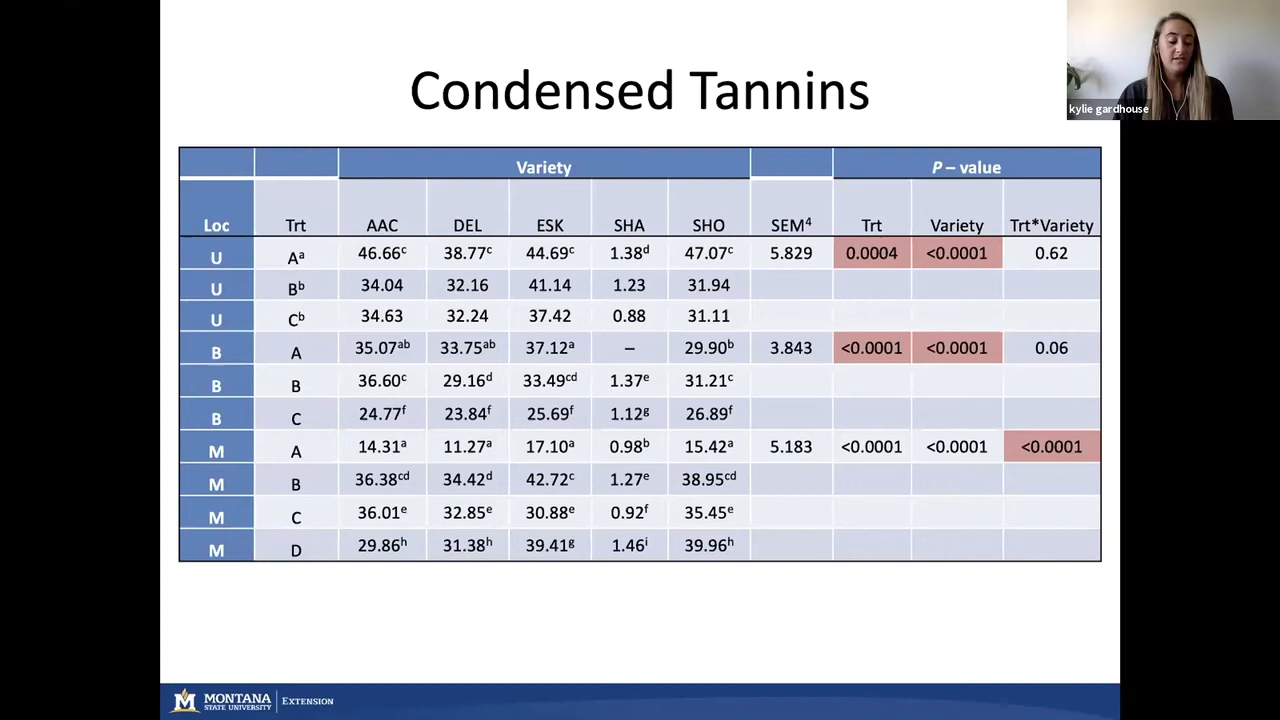 kylie gardhouse
Condensed Tannins
Variety P – value
Loc Trt AAC DEL ESK SHA SHO SEM⁴ Trt Variety Trt*Variety
U Aᵃ 46.66ᶜ 38.77ᶜ 44.69ᶜ 1.38ᵈ 47.07ᶜ 5.829 0.0004 <0.0001 0.62
U Bᵇ 34.04 32.16 41.14 1.23 31.94
U Cᵇ 34.63 32.24 37.42 0.88 31.11
B A 35.07ᵃᵇ 33.75ᵃᵇ 37.12ᵃ – 29.90ᵇ 3.843 <0.0001 <0.0001 0.06
B B 36.60ᶜ 29.16ᵈ 33.49ᶜᵈ 1.37ᵉ 31.21ᶜ
B C 24.77ᶠ 23.84ᶠ 25.69ᶠ 1.12ᵍ 26.89ᶠ
M A 14.31ᵃ 11.27ᵃ 17.10ᵃ 0.98ᵇ 15.42ᵃ 5.183 <0.0001 <0.0001 <0.0001
M B 36.38ᶜᵈ 34.42ᵈ 42.72ᶜ 1.27ᵉ 38.95ᶜᵈ
M C 36.01ᵉ 32.85ᵉ 30.88ᵉ 0.92ᶠ 35.45ᵉ
M D 29.86ʰ 31.38ʰ 39.41ᵍ 1.46ⁱ 39.96ʰ
M MONTANA
STATE UNIVERSITY
EXTENSION